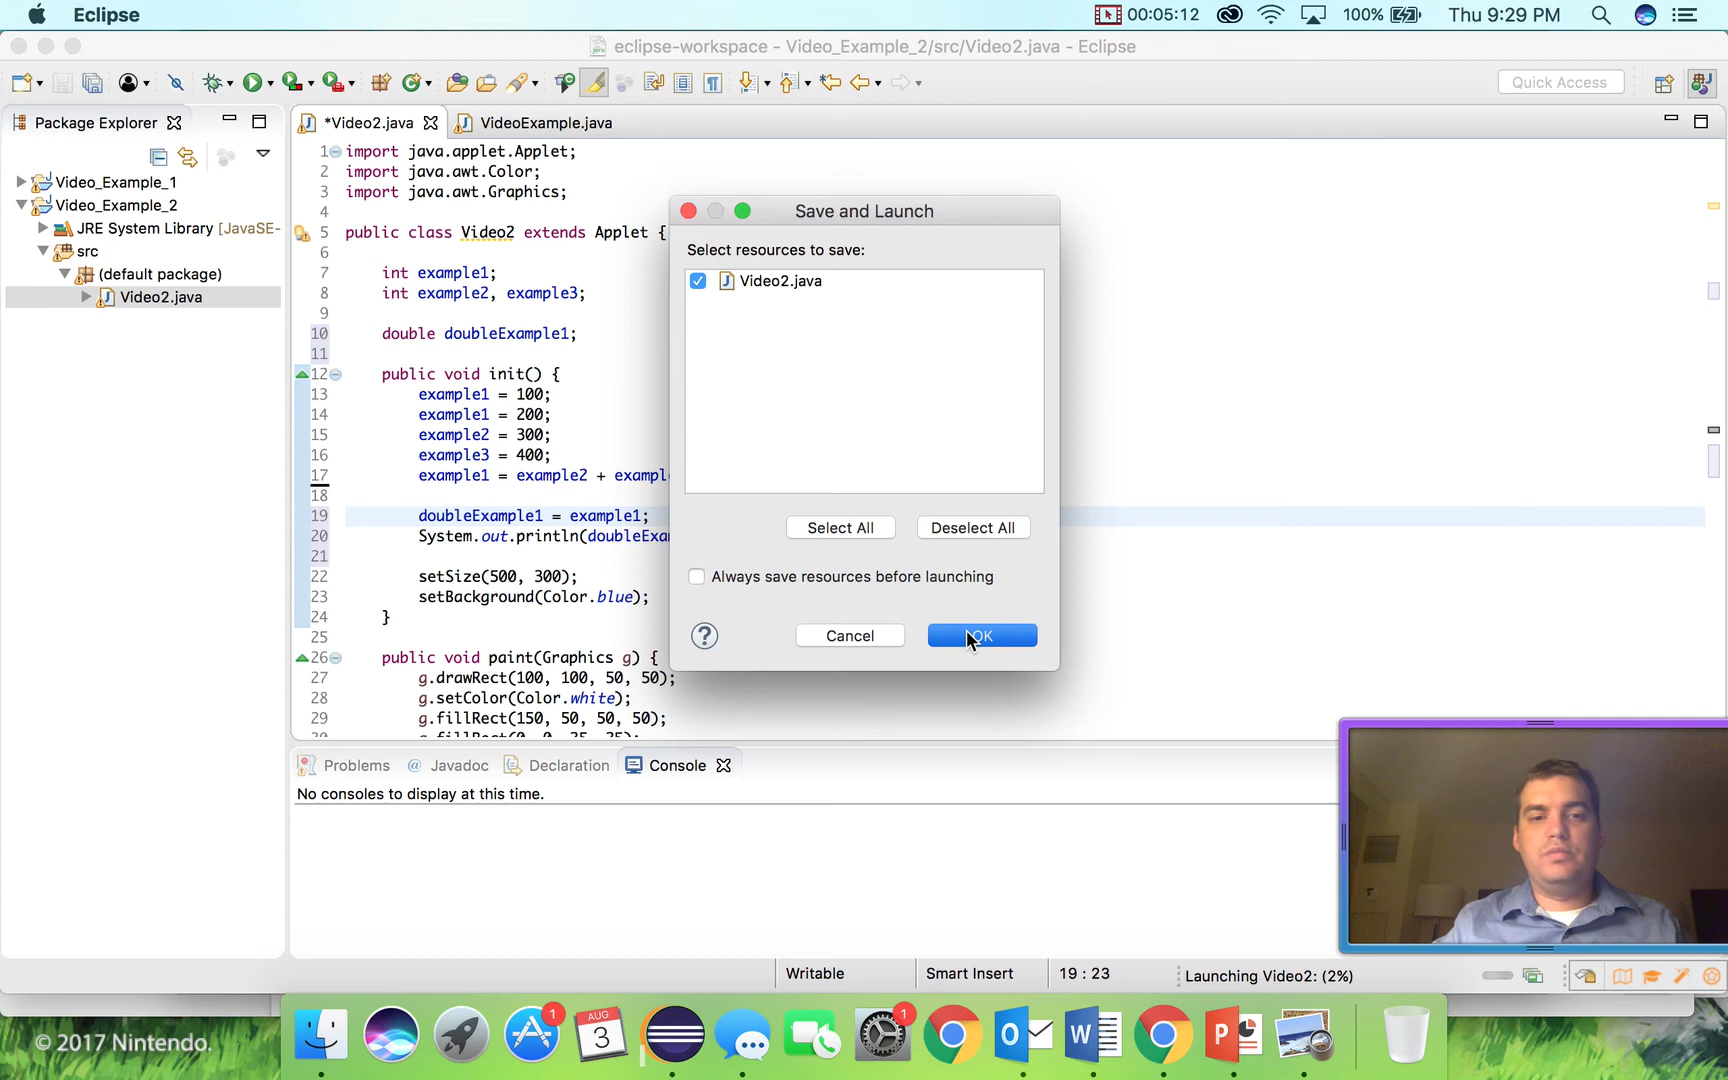 Eclipse 00:05:12 100% Thu 9:29 PM
eclipse-workspace - Video_Example_2/src/Video2.java - Eclipse
Quick Access
Package Explorer
Video_Example_1
Video_Example_2
JRE System Library [JavaSE-
src
(default package)
Video2.java
*Video2.java VideoExample.java
1 import java.applet.Applet;
2 import java.awt.Color;
3 import java.awt.Graphics;
4
5 public class Video2 extends Applet {
6
7 int example1;
8 int example2, example3;
9
10 double doubleExample1;
11
12 public void init() {
13 example1 = 100;
14 example1 = 200;
15 example2 = 300;
16 example3 = 400;
17 example1 = example2 + exampl
18
19 doubleExample1 = example1;
20 System.out.println(doubleExa
21
22 setSize(500, 300);
23 setBackground(Color.blue);
24 }
25
26 public void paint(Graphics g) {
27 g.drawRect(100, 100, 50, 50);
28 g.setColor(Color.white);
29 g.fillRect(150, 50, 50, 50);
Save and Launch
Select resources to save:
Video2.java
Select All Deselect All
Always save resources before launching
? Cancel OK
Problems @ Javadoc Declaration Console
No consoles to display at this time.
Writable Smart Insert 19 : 23 Launching Video2: (2%)
© 2017 Nintendo.
1
AUG
3
1